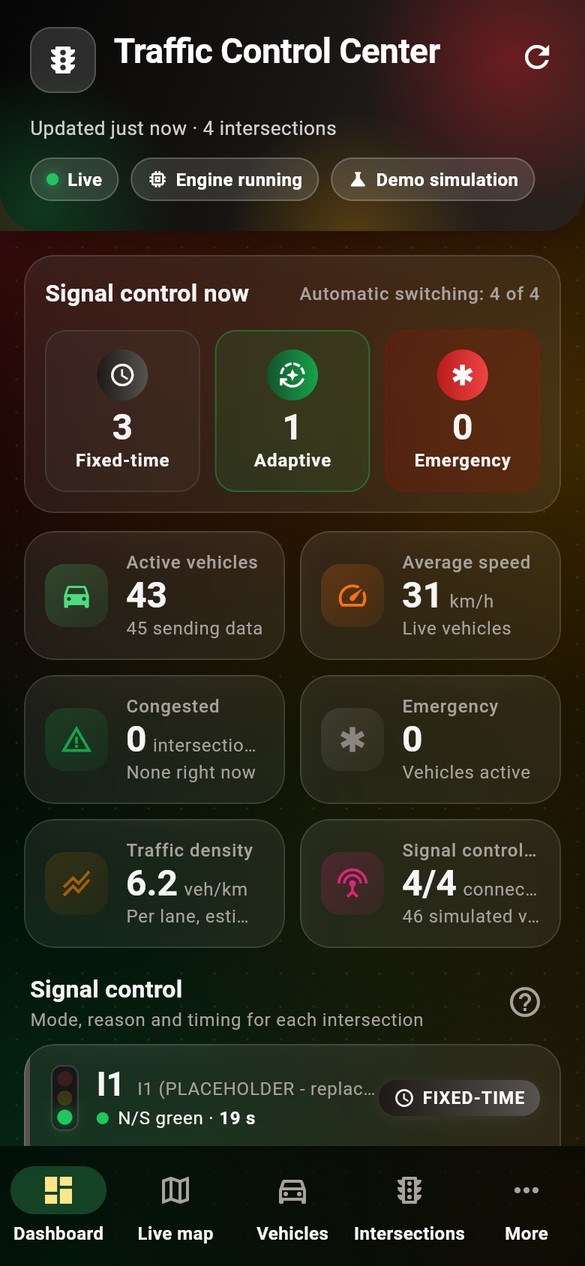 Traffic Control Center
Updated just now · 4 intersections
Live
Engine running
Demo simulation
Signal control now
Automatic switching: 4 of 4
3
Fixed-time
1
Adaptive
0
Emergency
Active vehicles
43
45 sending data
Average speed
31 km/h
Live vehicles
Congested
0 intersectio…
None right now
Emergency
0
Vehicles active
Traffic density
6.2 veh/km
Per lane, esti…
Signal control…
4/4 connec…
46 simulated v…
Signal control
Mode, reason and timing for each intersection
I1 I1 (PLACEHOLDER - replac…
FIXED-TIME
N/S green · 19 s
Dashboard
Live map
Vehicles
Intersections
More